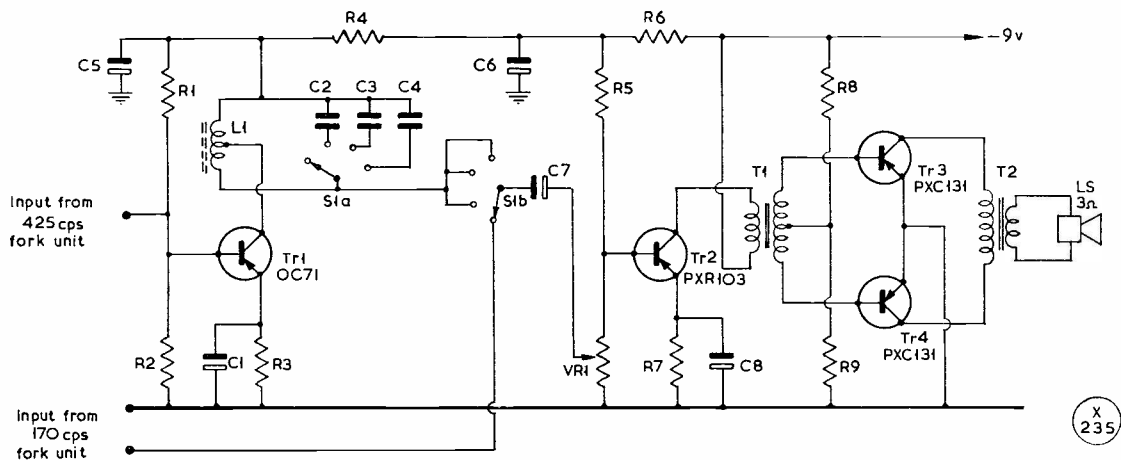 R4
R6
-9v
C5
R1
C6
R5
R8
C2
C3
C4
L1
S1a
S1b
C7
T1
Tr3
PXC131
T2
LS
3Ω
Input from
425cps
fork unit
Tr1
OC71
Tr2
PXR103
Tr4
PXC131
R2
C1
R3
VR1
R7
C8
R9
Input from
170cps
fork unit
X
235